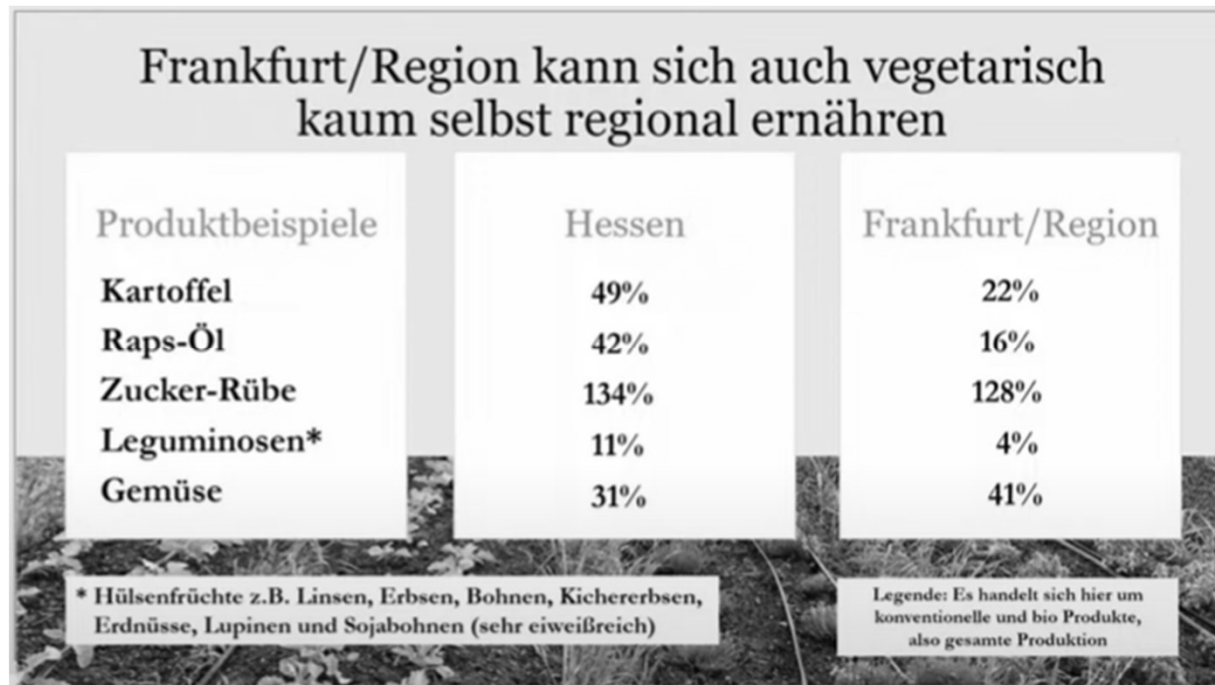 Frankfurt/Region kann sich auch vegetarisch
kaum selbst regional ernähren
Produktbeispiele
Kartoffel
Raps-Öl
Zucker-Rübe
Leguminosen*
Gemüse
Hessen
49%
42%
134%
11%
31%
Frankfurt/Region
22%
16%
128%
4%
41%
* Hülsenfrüchte z.B. Linsen, Erbsen, Bohnen, Kichererbsen,
Erdnüsse, Lupinen und Sojabohnen (sehr eiweißreich)
Legende: Es handelt sich hier um
konventionelle und bio Produkte,
also gesamte Produktion